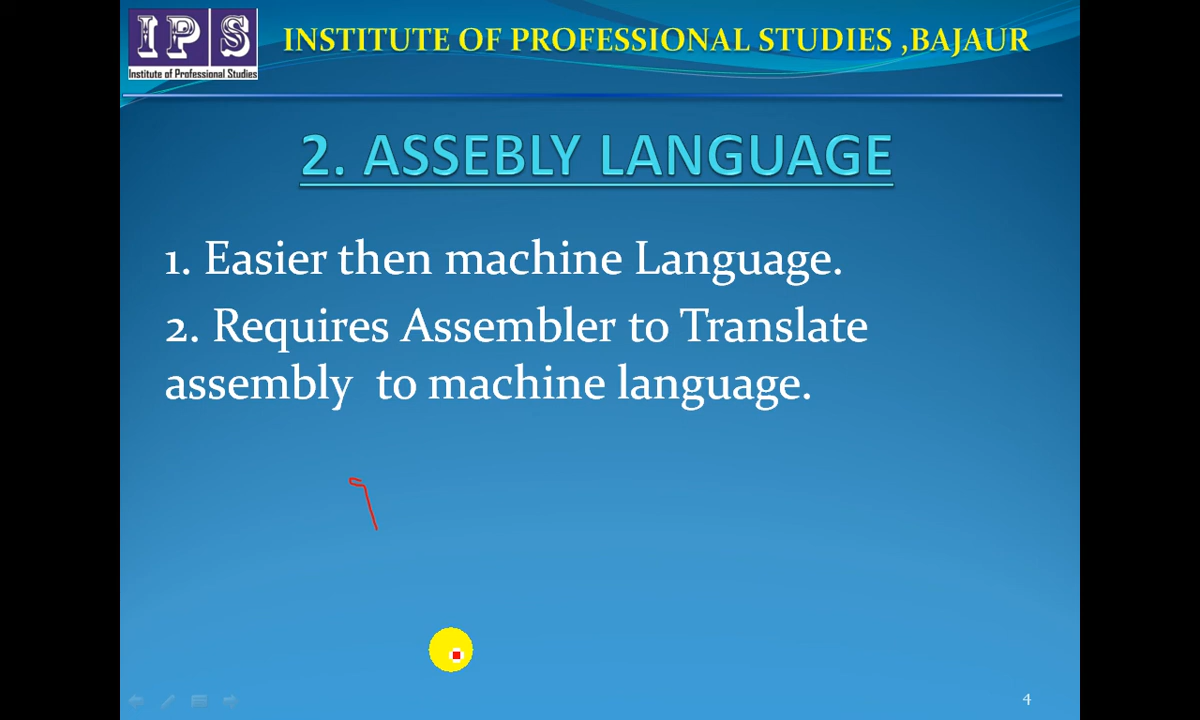 IPS
Institute of Professional Studies
INSTITUTE OF PROFESSIONAL STUDIES ,BAJAUR
2. ASSEBLY LANGUAGE
1. Easier then machine Language.
2. Requires Assembler to Translate
assembly to machine language.
4